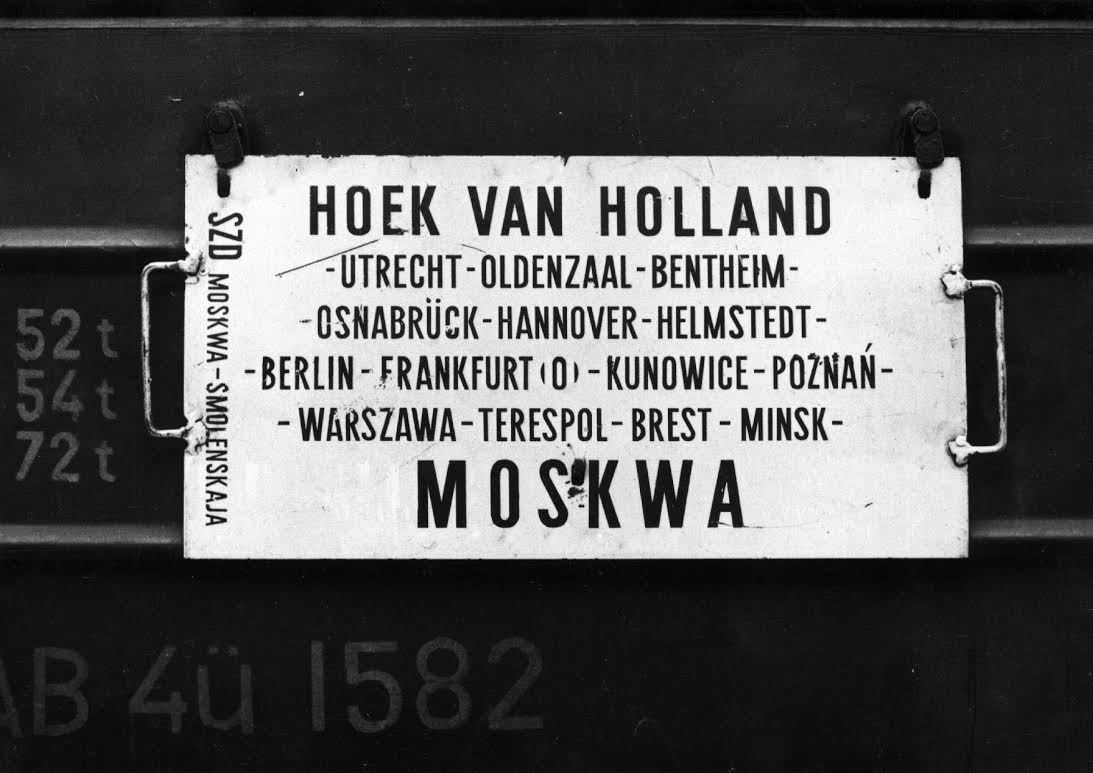 HOEK VAN HOLLAND
-UTRECHT-OLDENZAAL-BENTHEIM-
-OSNABRÜCK-HANNOVER-HELMSTEDT-
-BERLIN-FRANKFURT(O)-KUNOWICE-POZNAŃ-
-WARSZAWA-TERESPOL-BREST-MINSK-
MOSKWA
SZD MOSKWA-SMOLENSKAJA
52 t
54 t
72 t
AB 4ü 1582